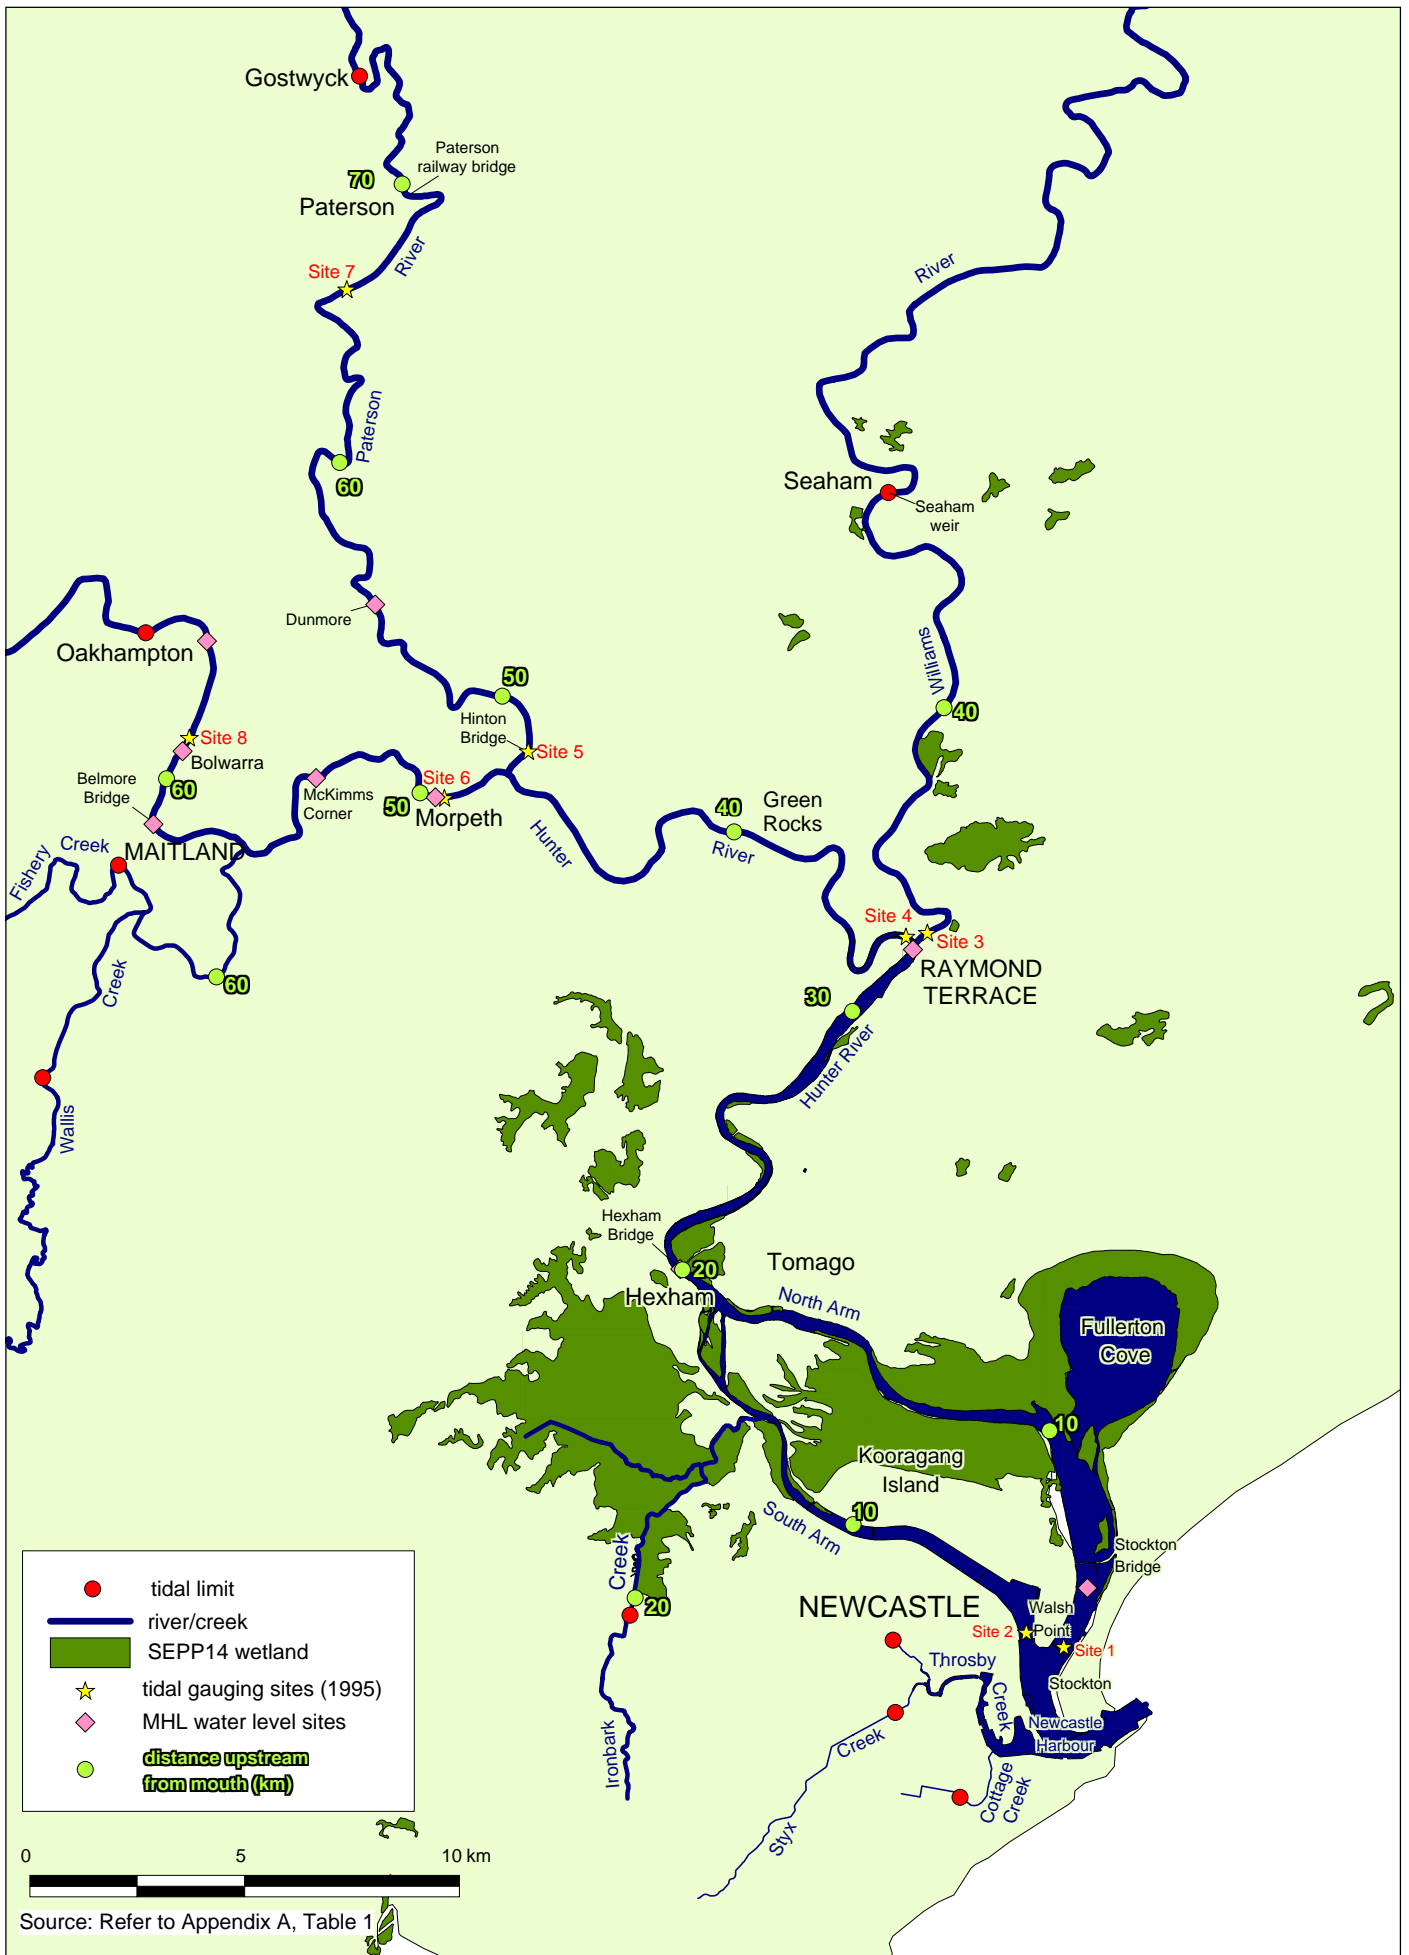 Gostwyck
Paterson
railway bridge
70
Paterson
River
Site 7
Paterson
60
River
Seaham
Seaham
weir
Dunmore
Oakhampton
Williams
50
40
Hinton
Bridge
Site 5
Site 8
Bolwarra
Belmore
Bridge
60
McKimms
Corner
Site 6
50
Morpeth
Hunter
40
Green
Rocks
River
MAITLAND
Creek
Fishery
Site 4
Site 3
RAYMOND
TERRACE
Creek
60
30
Hunter River
Wallis
Hexham
Bridge
20
Hexham
Tomago
North Arm
Fullerton
Cove
10
Kooragang
Island
10
South Arm
Stockton
Bridge
Creek
20
NEWCASTLE
Walsh
Point
Site 2
Site 1
Throsby
Creek
Stockton
Newcastle
Harbour
Creek
Styx
Cottage
Creek
Ironbark
tidal limit
river/creek
SEPP14 wetland
tidal gauging sites (1995)
MHL water level sites
distance upstream
from mouth (km)
0 5 10 km
Source: Refer to Appendix A, Table 1